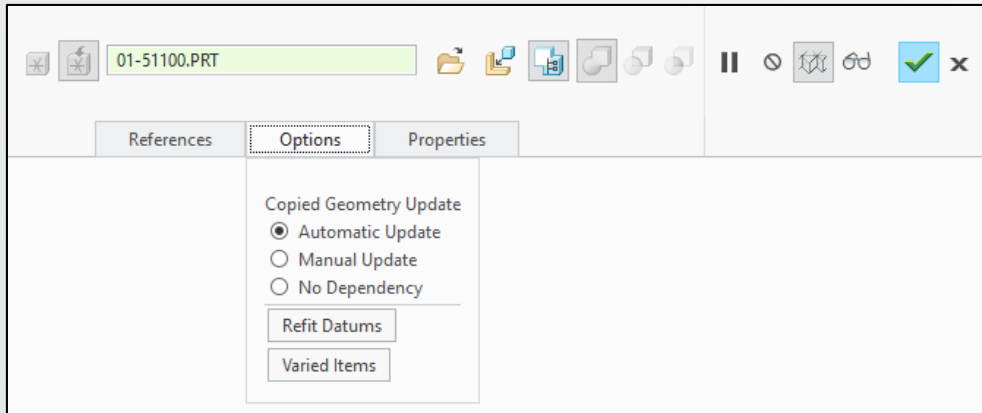 01-51100.PRT
References
Options
Properties
Copied Geometry Update
Automatic Update
Manual Update
No Dependency
Refit Datums
Varied Items